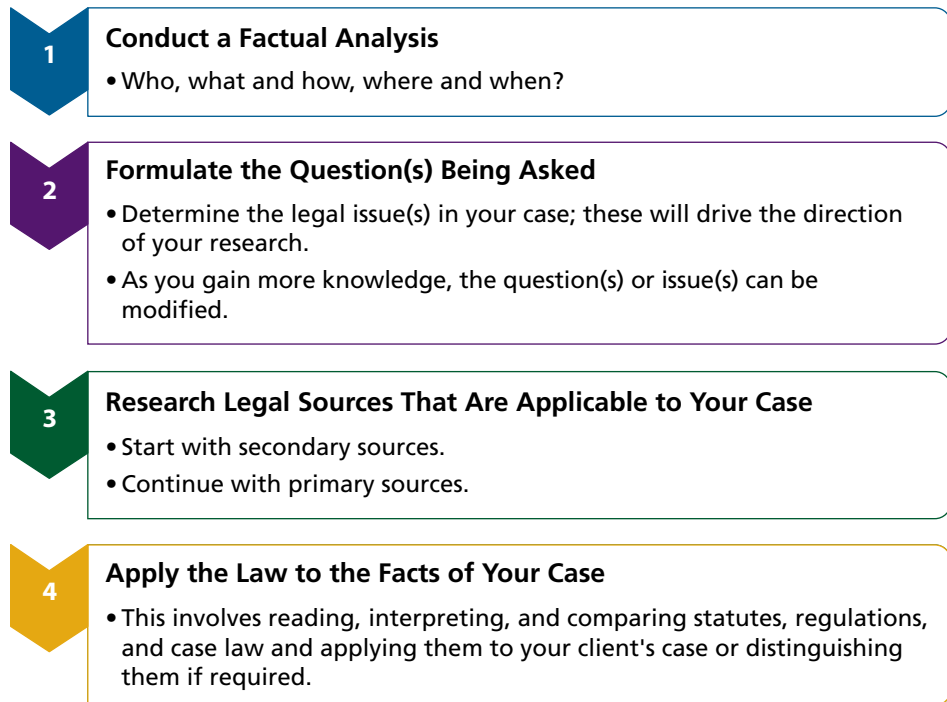 1
Conduct a Factual Analysis
• Who, what and how, where and when?
2
Formulate the Question(s) Being Asked
• Determine the legal issue(s) in your case; these will drive the direction
of your research.
• As you gain more knowledge, the question(s) or issue(s) can be
modified.
3
Research Legal Sources That Are Applicable to Your Case
• Start with secondary sources.
• Continue with primary sources.
4
Apply the Law to the Facts of Your Case
• This involves reading, interpreting, and comparing statutes, regulations,
and case law and applying them to your client's case or distinguishing
them if required.